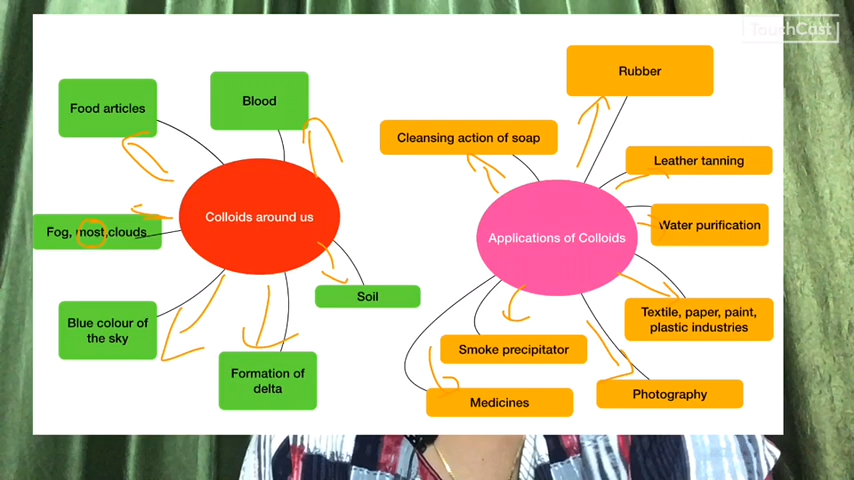 TouchCast
Food articles
Blood
Colloids around us
Fog, most,clouds
Soil
Blue colour of
the sky
Formation of
delta
Rubber
Cleansing action of soap
Leather tanning
Applications of Colloids
Water purification
Textile, paper, paint,
plastic industries
Smoke precipitator
Photography
Medicines